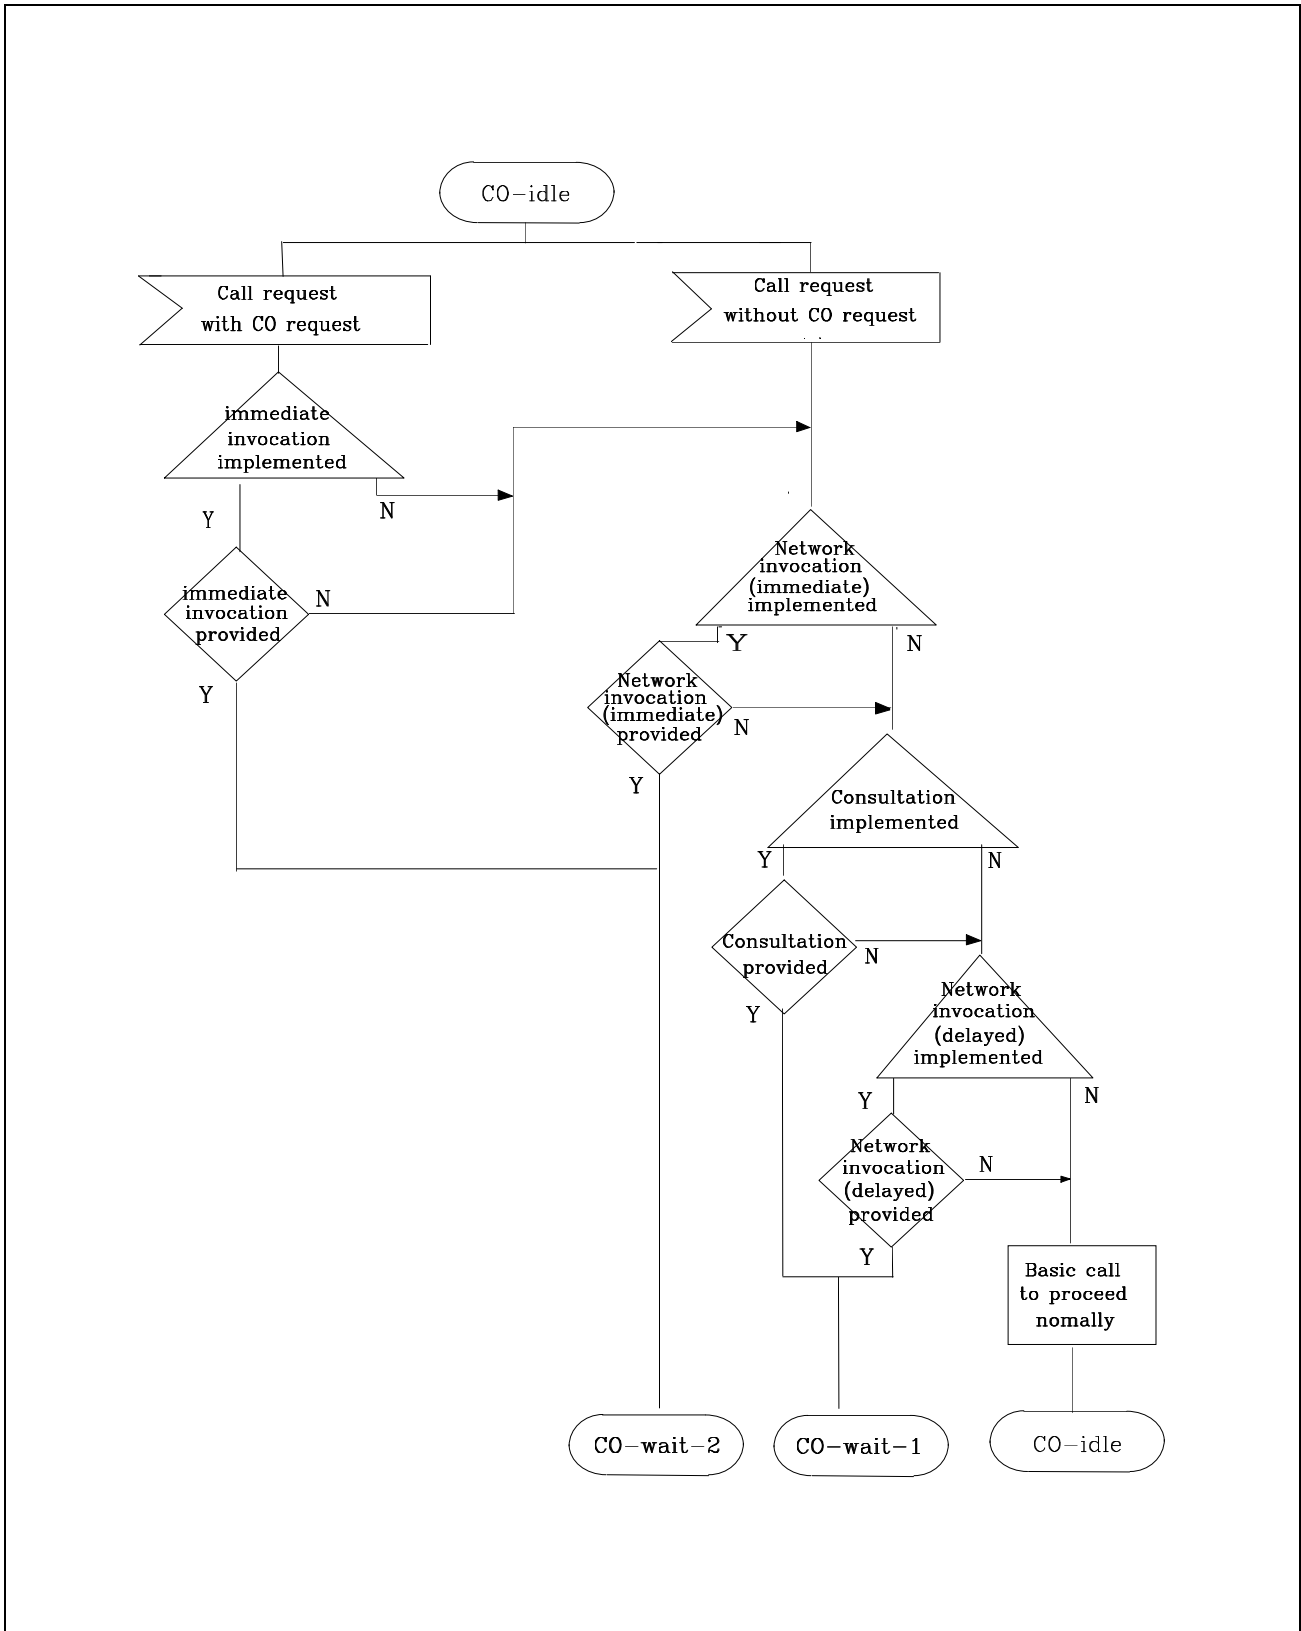 CO-idle
Call request
with CO request
Call request
without CO request
immediate
invocation
implemented
N
Y
immediate
invocation
provided
N
Y
Network
invocation
(immediate)
implemented
Y
N
Network
invocation
(immediate)
provided
N
Y
Consultation
implemented
Y
N
Consultation
provided
N
Y
Network
invocation
(delayed)
implemented
Y
N
Network
invocation
(delayed)
provided
N
Y
Basic call
to proceed
nomally
CO-wait-2
CO-wait-1
CO-idle